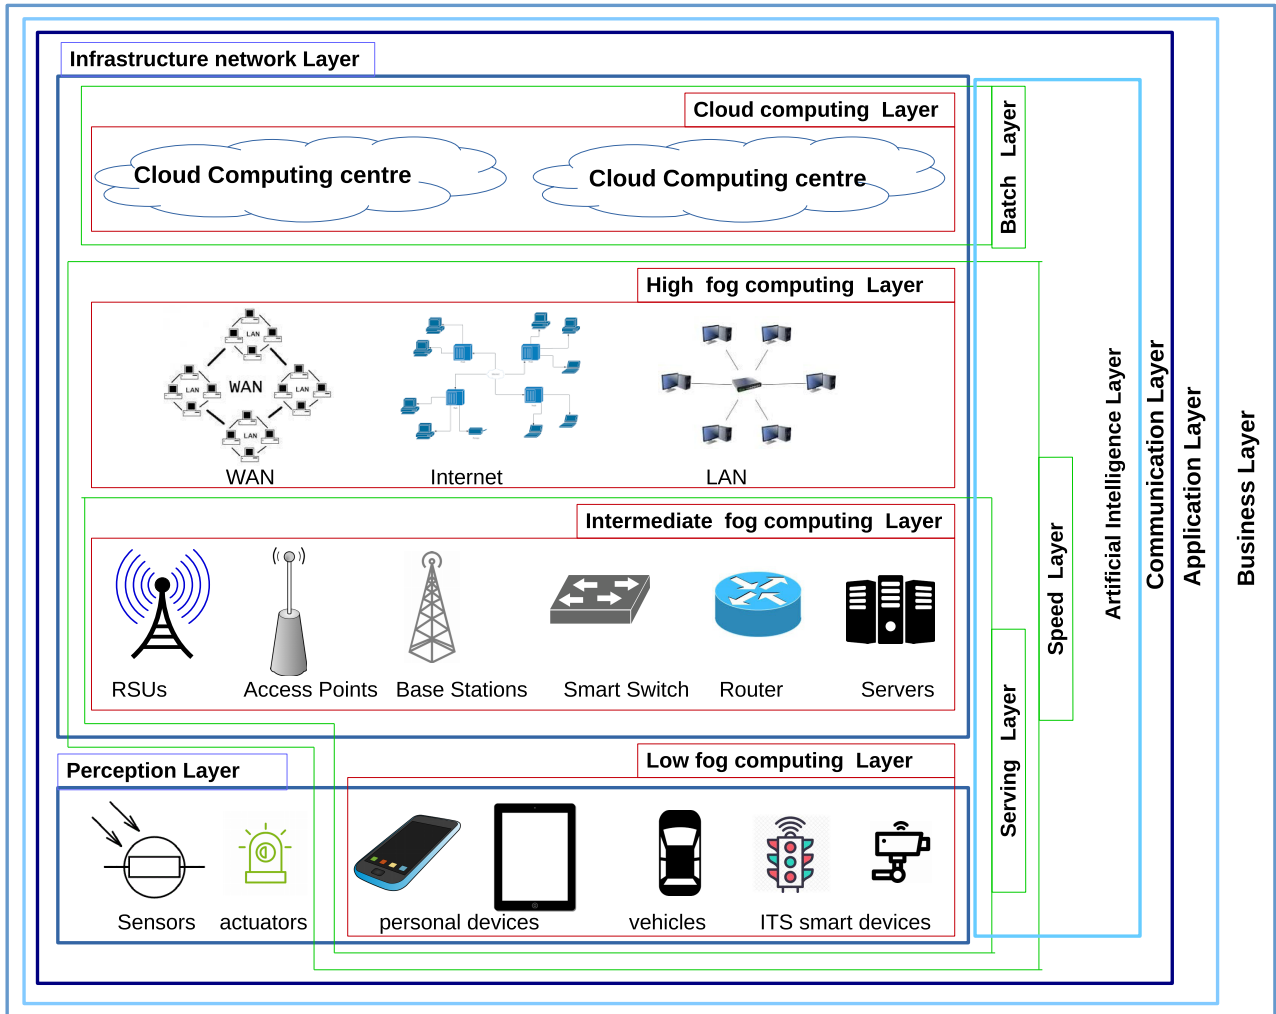 Infrastructure network Layer
Cloud computing Layer
Cloud Computing centre
Cloud Computing centre
Batch Layer
High fog computing Layer
LAN
LAN
WAN
LAN
LAN
WAN
Internet
LAN
Intermediate fog computing Layer
RSUs
Access Points
Base Stations
Smart Switch
Router
Servers
Perception Layer
Low fog computing Layer
Sensors
actuators
personal devices
vehicles
ITS smart devices
Serving Layer
Speed Layer
Artificial Intelligence Layer
Communication Layer
Application Layer
Business Layer